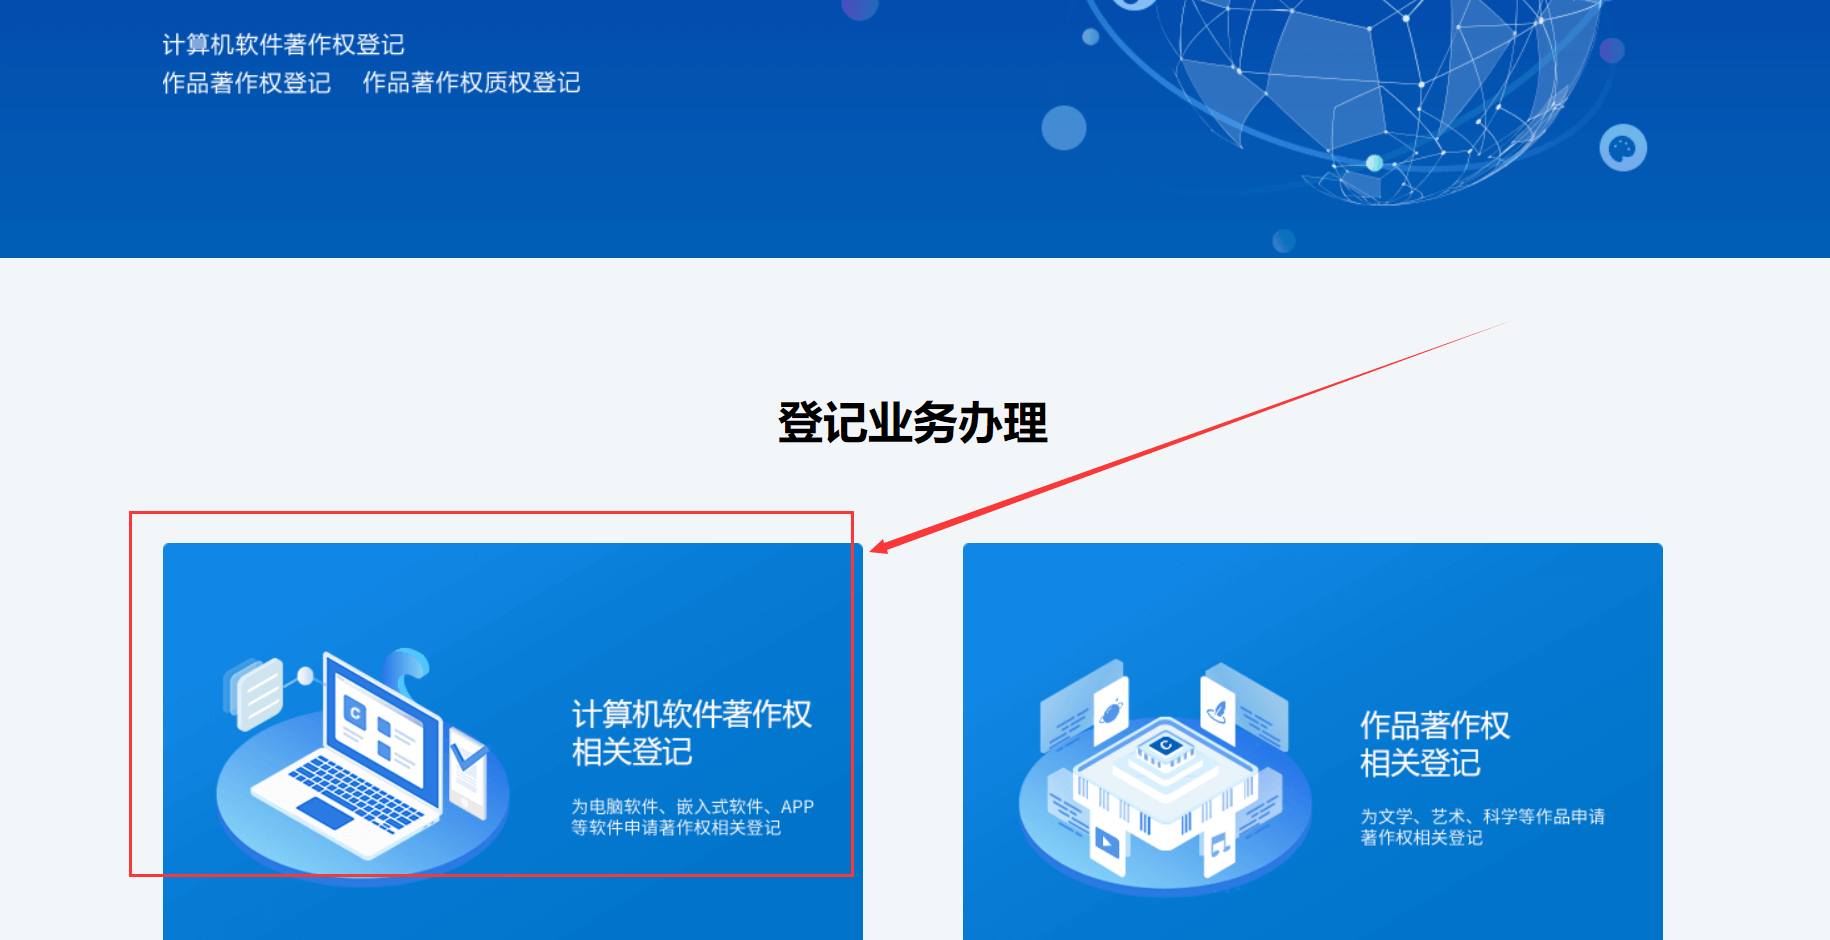 计算机软件著作权登记
作品著作权登记 作品著作权质权登记
登记业务办理
计算机软件著作权
相关登记
为电脑软件、嵌入式软件、APP
等软件申请著作权相关登记
C
作品著作权
相关登记
为文学、艺术、科学等作品申请
著作权相关登记
C